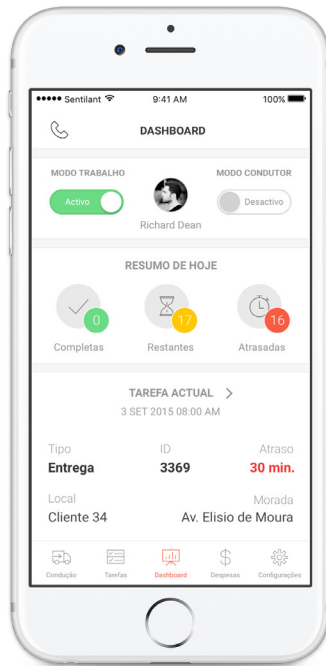 Sentilant 9:41 AM 100%
DASHBOARD
MODO TRABALHO MODO CONDUTOR
Activo Desactivo
Richard Dean
RESUMO DE HOJE
0 17 16
Completas Restantes Atrasadas
TAREFA ACTUAL >
3 SET 2015 08:00 AM
Tipo ID Atraso
Entrega 3369 30 min.
Local Morada
Cliente 34 Av. Elisio de Moura
$
Condução Tarefas Dashboard Despesas Configurações